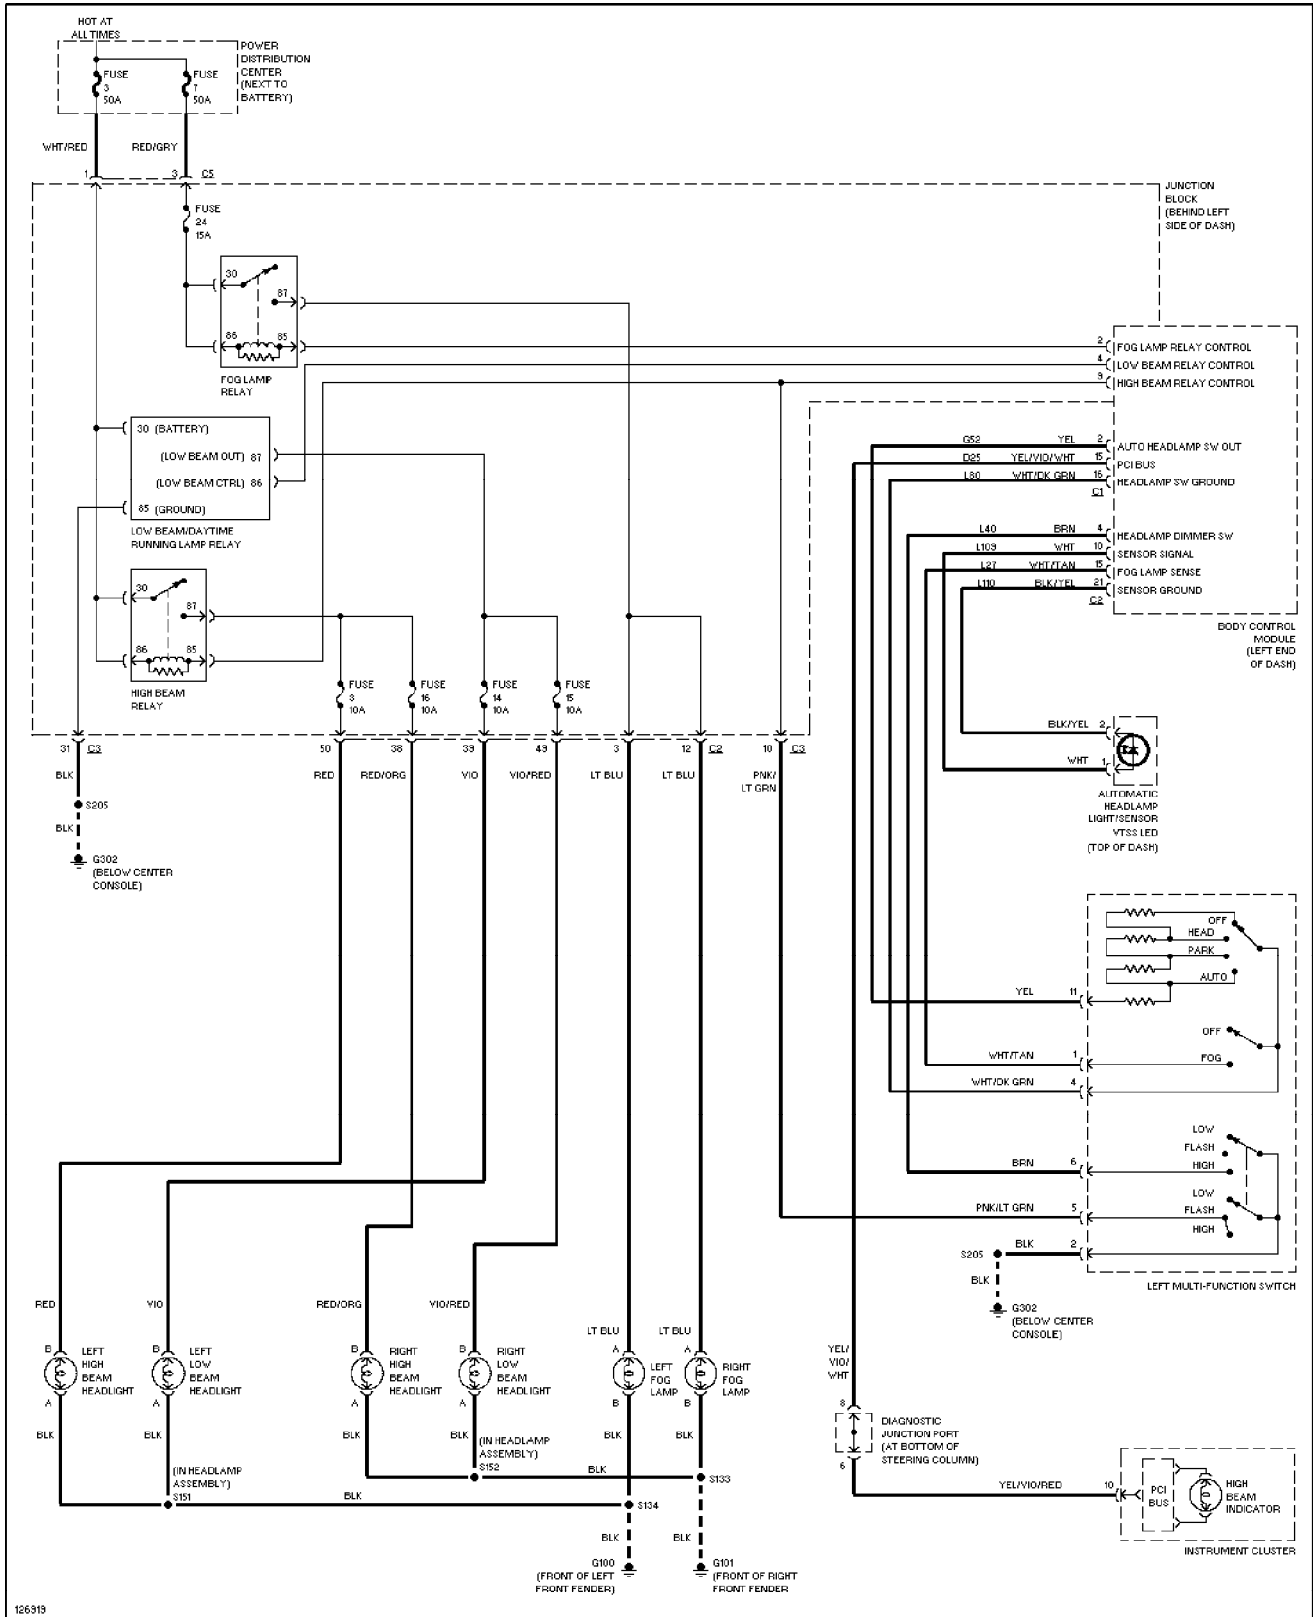 HOT AT
ALL TIMES
POWER
DISTRIBUTION
CENTER
(NEXT TO
BATTERY)
FUSE
3
50A
FUSE
7
50A
WHT/RED
RED/GRY
1
3
C5
JUNCTION
BLOCK
(BEHIND LEFT
SIDE OF DASH)
FUSE
24
15A
30
87
86
85
FOG LAMP
RELAY
2
FOG LAMP RELAY CONTROL
4
LOW BEAM RELAY CONTROL
9
HIGH BEAM RELAY CONTROL
30 (BATTERY)
(LOW BEAM OUT) 87
(LOW BEAM CTRL) 86
85 (GROUND)
LOW BEAM/DAYTIME
RUNNING LAMP RELAY
G52 YEL 2 AUTO HEADLAMP SW OUT
D25 YEL/VIO/WHT 15 PCI BUS
L80 WHT/DK GRN 16 HEADLAMP SW GROUND
C1
L40 BRN 4 HEADLAMP DIMMER SW
L109 WHT 10 SENSOR SIGNAL
L27 WHT/TAN 15 FOG LAMP SENSE
L110 BLK/YEL 21 SENSOR GROUND
C2
BODY CONTROL
MODULE
(LEFT END
OF DASH)
30
87
86
85
HIGH BEAM
RELAY
FUSE
3
10A
FUSE
16
10A
FUSE
14
10A
FUSE
15
10A
31 C3
50
38
39
49
3
12 C2
10 C3
BLK
RED
RED/ORG
VIO
VIO/RED
LT BLU
LT BLU
PNK/
LT GRN
S205
BLK
G302
(BELOW CENTER
CONSOLE)
BLK/YEL 2
WHT 1
AUTOMATIC
HEADLAMP
LIGHT/SENSOR
VTSS LED
(TOP OF DASH)
OFF
HEAD
PARK
AUTO
YEL 11
OFF
WHT/TAN 1
FOG
WHT/DK GRN 4
LOW
FLASH
HIGH
BRN 6
LOW
FLASH
HIGH
PNK/LT GRN 5
BLK 2
S205
BLK
G302
(BELOW CENTER
CONSOLE)
LEFT MULTI-FUNCTION SWITCH
RED
VIO
RED/ORG
VIO/RED
LT BLU
LT BLU
B
LEFT
HIGH
BEAM
HEADLIGHT
A
B
LEFT
LOW
BEAM
HEADLIGHT
A
B
RIGHT
HIGH
BEAM
HEADLIGHT
A
B
RIGHT
LOW
BEAM
HEADLIGHT
A
A
LEFT
FOG
LAMP
B
A
RIGHT
FOG
LAMP
B
YEL/
VIO/
WHT
8
DIAGNOSTIC
JUNCTION PORT
(AT BOTTOM OF
STEERING COLUMN)
6
BLK
BLK
BLK
BLK
BLK
BLK
(IN HEADLAMP
ASSEMBLY)
S152
BLK
S133
(IN HEADLAMP
ASSEMBLY)
S151
BLK
S134
BLK
BLK
G100
(FRONT OF LEFT
FRONT FENDER)
G101
(FRONT OF RIGHT
FRONT FENDER
YEL/VIO/RED 10
PCI
BUS
HIGH
BEAM
INDICATOR
INSTRUMENT CLUSTER
126919